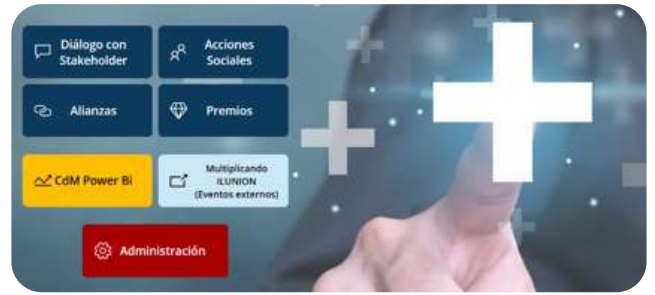 Diálogo con
Stakeholder
Acciones
Sociales
Alianzas
Premios
CdM Power Bi
Multiplicando
ILUNION
(Eventos externos)
Administración